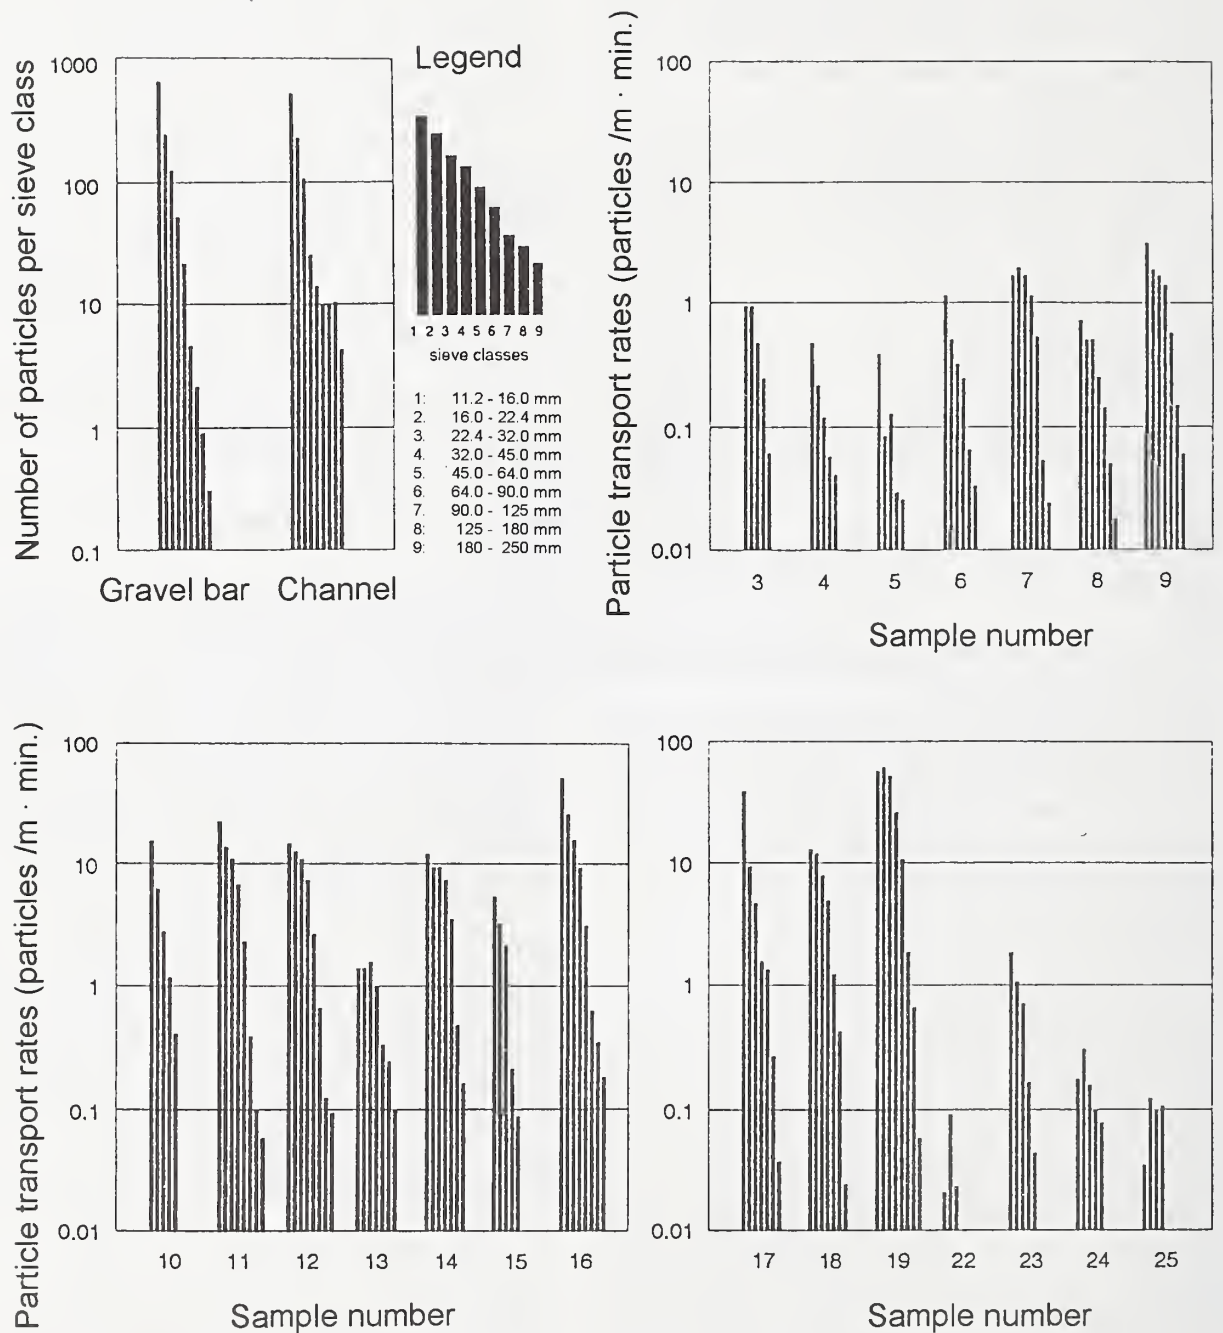 Number of particles per sieve class
1000
100
10
1
0.1
Gravel bar Channel
Legend
1 2 3 4 5 6 7 8 9
sieve classes
1: 11.2 - 16.0 mm
2. 16.0 - 22.4 mm
3. 22.4 - 32.0 mm
4. 32.0 - 45.0 mm
5. 45.0 - 64.0 mm
6. 64.0 - 90.0 mm
7. 90.0 - 125 mm
8: 125 - 180 mm
9: 180 - 250 mm
Particle transport rates (particles /m · min.)
100
10
1
0.1
0.01
3 4 5 6 7 8 9
Sample number
Particle transport rates (particles /m · min.)
100
10
1
0.1
0.01
10 11 12 13 14 15 16
Sample number
100
10
1
0.1
0.01
17 18 19 22 23 24 25
Sample number